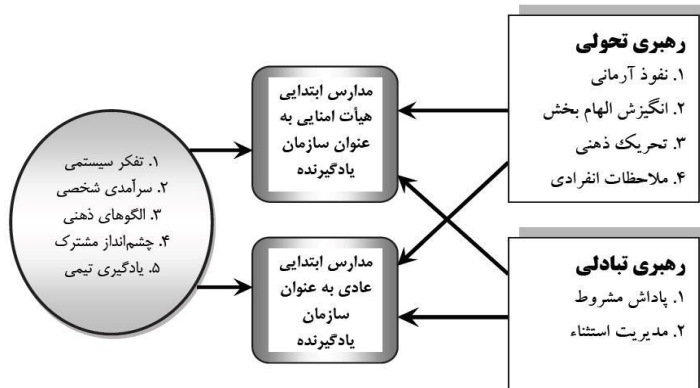 رهبری تحولی
۱. نفوذ آرمانی
۲. انگیزش الهام بخش
۳. تحریک ذهنی
۴. ملاحظات انفرادی
رهبری تبادلی
۱. پاداش مشروط
۲. مدیریت استثناء
مدارس ابتدایی
هیأت امنایی به
عنوان سازمان
یادگیرنده
مدارس ابتدایی
عادی به عنوان
سازمان
یادگیرنده
۱. تفکر سیستمی
۲. سرآمدی شخصی
۳. الگوهای ذهنی
۴. چشم‌انداز مشترک
۵. یادگیری تیمی